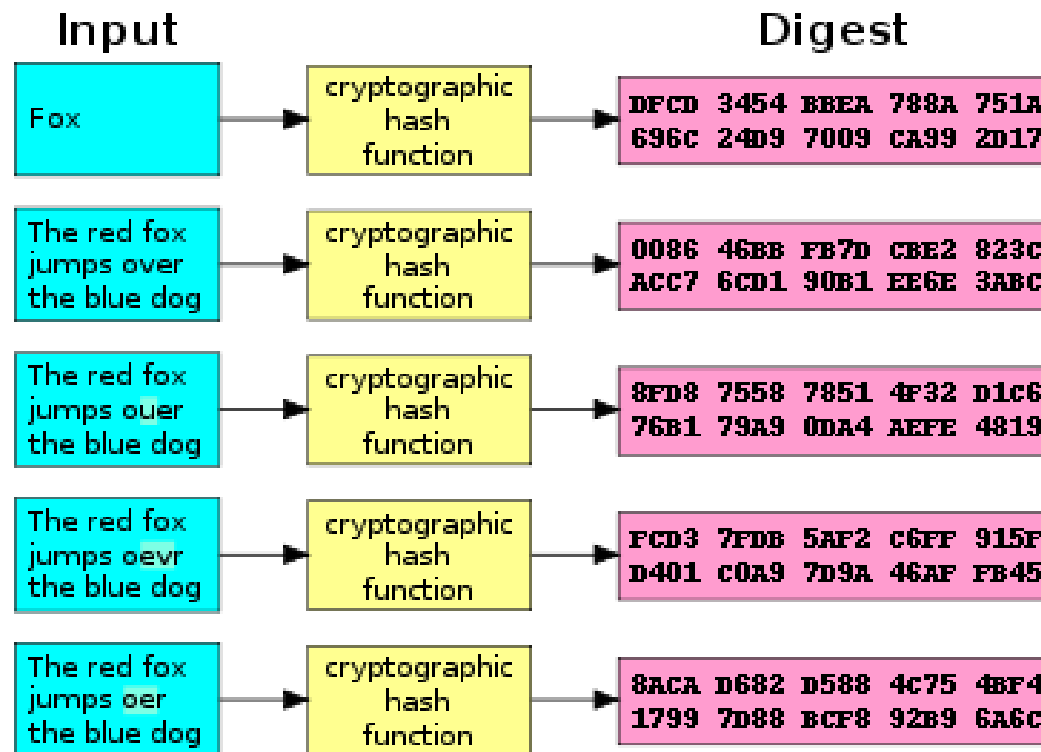 Input
Digest
Fox
cryptographic
hash
function
DFCD 3454 BBEA 788A 751A
696C 24D9 7009 CA99 2D17
The red fox
jumps over
the blue dog
cryptographic
hash
function
0086 46BB FB7D CBE2 823C
ACC7 6CD1 90B1 EE6E 3ABC
The red fox
jumps ouer
the blue dog
cryptographic
hash
function
8FD8 7558 7851 4F32 D1C6
76B1 79A9 0DA4 AEFE 4819
The red fox
jumps oevr
the blue dog
cryptographic
hash
function
FCD3 7FDB 5AF2 C6FF 915F
D401 C0A9 7D9A 46AF FB45
The red fox
jumps oer
the blue dog
cryptographic
hash
function
8ACA D682 D588 4C75 4BF4
1799 7D88 BCF8 92B9 6A6C